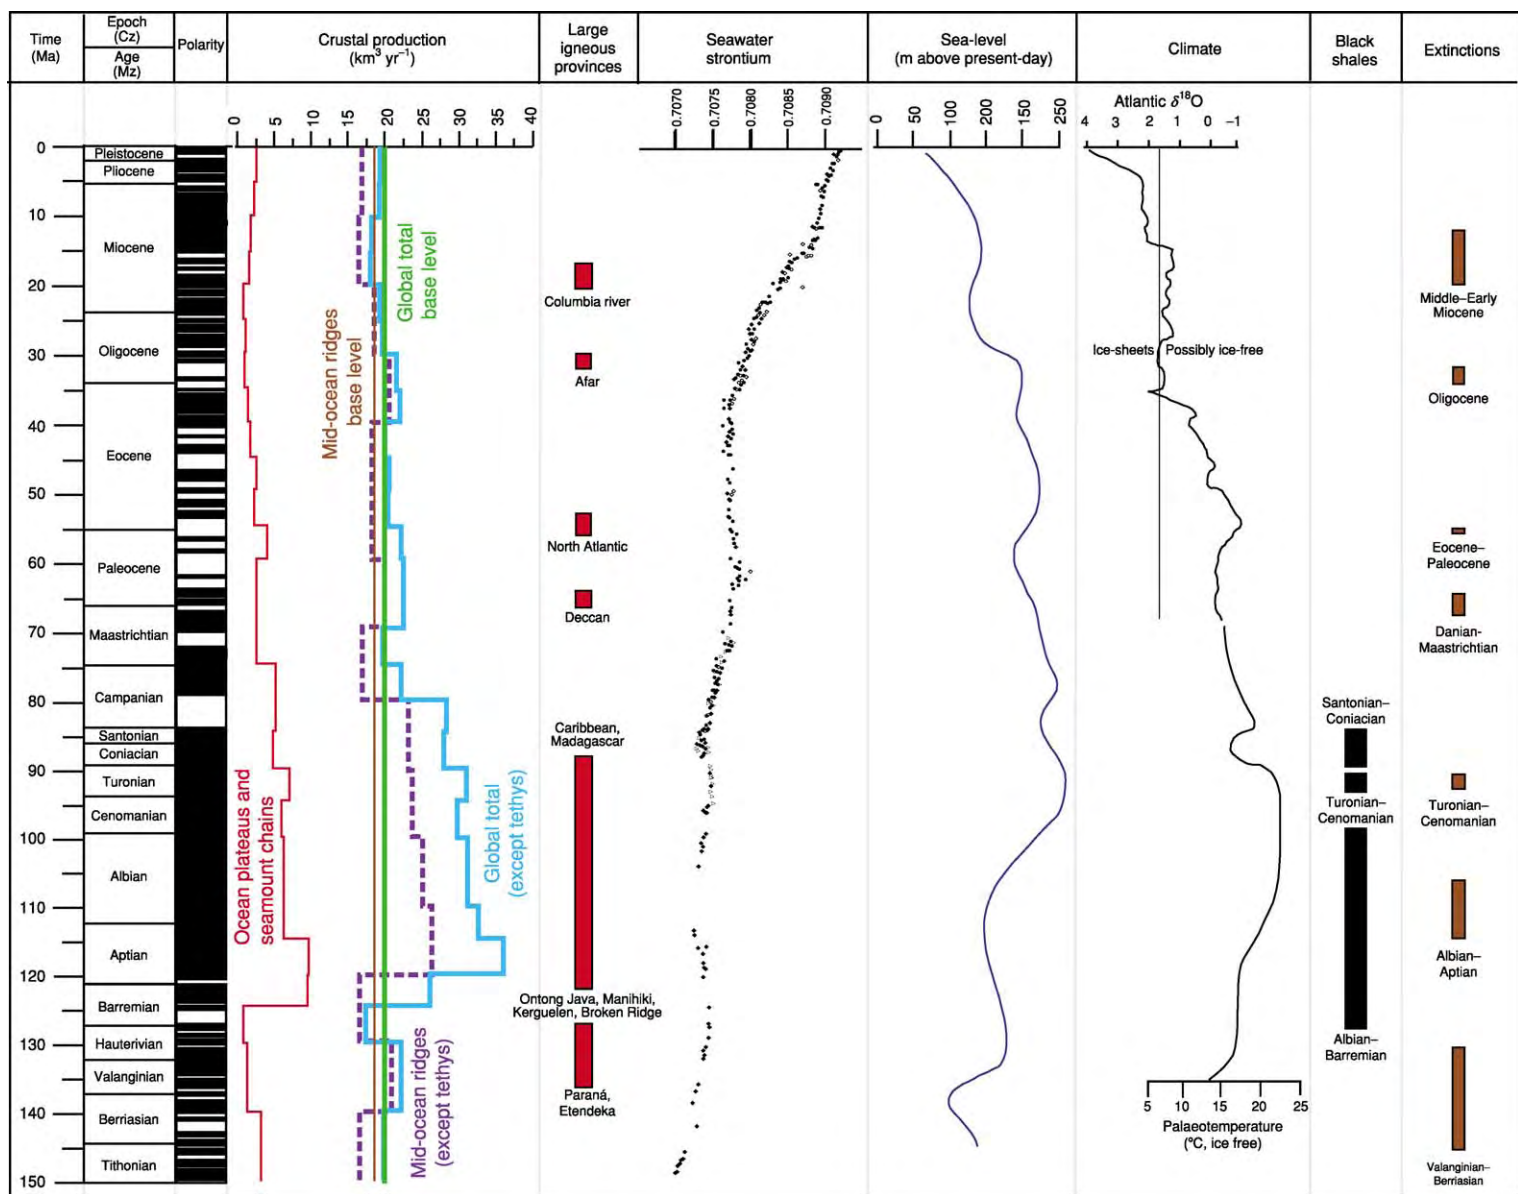 Time
(Ma)
Epoch
(Cz)
Age
(Mz)
Polarity
Crustal production
(km³ yr⁻¹)
Large
igneous
provinces
Seawater
strontium
Sea-level
(m above present-day)
Climate
Black
shales
Extinctions
0 5 10 15 20 25 30 35 40
0.7070 0.7075 0.7080 0.7085 0.7090
0 50 100 200 150 250
Atlantic δ¹⁸O
4 3 2 1 0 −1
0
10
20
30
40
50
60
70
80
90
100
110
120
130
140
150
Pleistocene
Pliocene
Miocene
Oligocene
Eocene
Paleocene
Maastrichtian
Campanian
Santonian
Coniacian
Turonian
Cenomanian
Albian
Aptian
Barremian
Hauterivian
Valanginian
Berriasian
Tithonian
Ocean plateaus and
seamount chains
Mid-ocean ridges
base level
Global total
base level
Global total
(except tethys)
Mid-ocean ridges
(except tethys)
Columbia river
Afar
North Atlantic
Deccan
Caribbean,
Madagascar
Ontong Java, Manihiki,
Kerguelen, Broken Ridge
Paraná,
Etendeka
Ice-sheets
Possibly ice-free
5 10 15 20 25
Palaeotemperature
(°C, ice free)
Santonian–
Coniacian
Turonian–
Cenomanian
Albian–
Barremian
Middle–Early
Miocene
Oligocene
Eocene–
Paleocene
Danian-
Maastrichtian
Turonian–
Cenomanian
Albian–
Aptian
Valanginian–
Berriasian